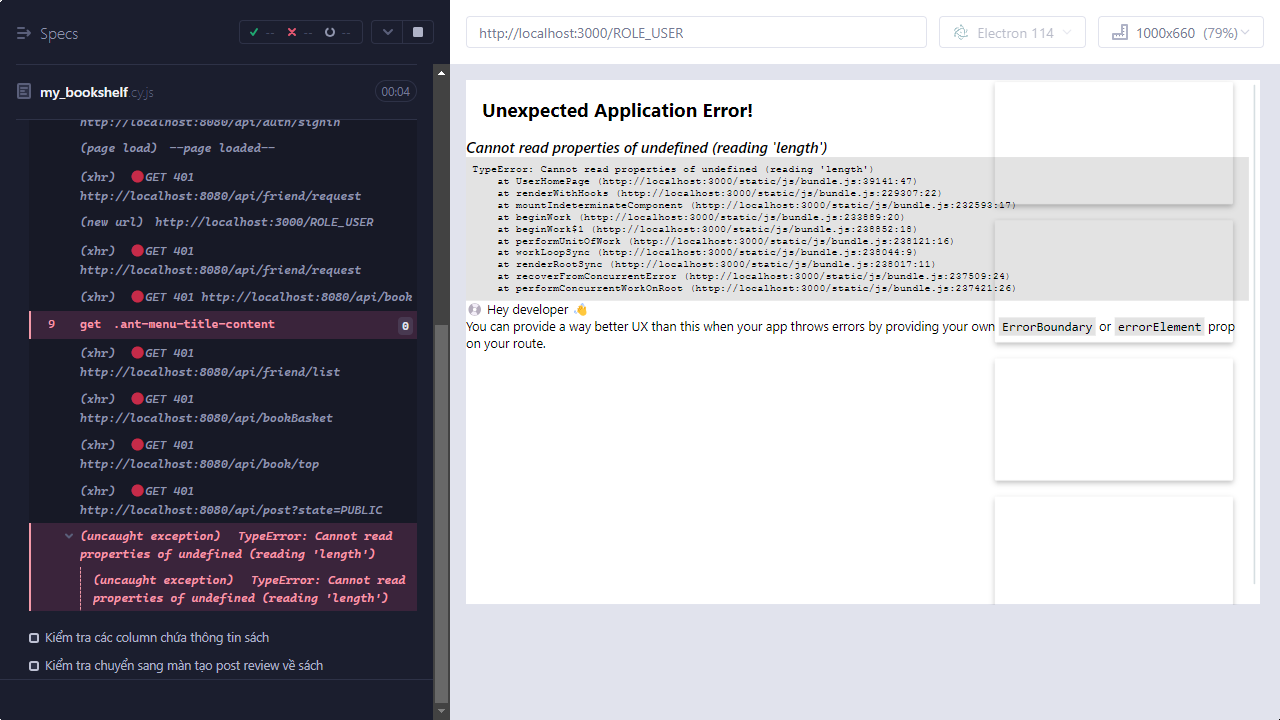 Specs
-- -- --
my_bookshelf.cy.js 00:04
http://localhost:8080/api/auth/signin
(page load) --page loaded--
(xhr) GET 401
http://localhost:8080/api/friend/request
(new url) http://localhost:3000/ROLE_USER
(xhr) GET 401
http://localhost:8080/api/friend/request
(xhr) GET 401 http://localhost:8080/api/book
9 get .ant-menu-title-content 0
(xhr) GET 401
http://localhost:8080/api/friend/list
(xhr) GET 401
http://localhost:8080/api/bookBasket
(xhr) GET 401
http://localhost:8080/api/book/top
(xhr) GET 401
http://localhost:8080/api/post?state=PUBLIC
(uncaught exception) TypeError: Cannot read
properties of undefined (reading 'length')
(uncaught exception) TypeError: Cannot read
properties of undefined (reading 'length')
Kiểm tra các column chứa thông tin sách
Kiểm tra chuyển sang màn tạo post review về sách
http://localhost:3000/ROLE_USER
Electron 114
1000x660 (79%)
Unexpected Application Error!
Cannot read properties of undefined (reading 'length')
TypeError: Cannot read properties of undefined (reading 'length')
at UserHomePage (http://localhost:3000/static/js/bundle.js:39141:47)
at renderWithHooks (http://localhost:3000/static/js/bundle.js:229307:22)
at mountIndeterminateComponent (http://localhost:3000/static/js/bundle.js:232593:17)
at beginWork (http://localhost:3000/static/js/bundle.js:233889:20)
at beginWork$1 (http://localhost:3000/static/js/bundle.js:238852:18)
at performUnitOfWork (http://localhost:3000/static/js/bundle.js:238121:16)
at workLoopSync (http://localhost:3000/static/js/bundle.js:238044:9)
at renderRootSync (http://localhost:3000/static/js/bundle.js:238017:11)
at recoverFromConcurrentError (http://localhost:3000/static/js/bundle.js:237509:24)
at performConcurrentWorkOnRoot (http://localhost:3000/static/js/bundle.js:237421:26)
Hey developer 👋
You can provide a way better UX than this when your app throws errors by providing your own ErrorBoundary or errorElement prop
on your route.